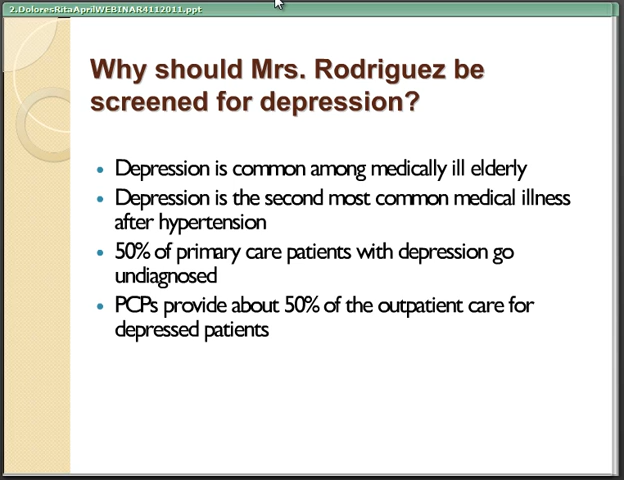 2.DoloresRitaAprilWEBINAR4112011.ppt
Why should Mrs. Rodriguez be
screened for depression?
Depression is common among medically ill elderly
Depression is the second most common medical illness
after hypertension
50% of primary care patients with depression go
undiagnosed
PCPs provide about 50% of the outpatient care for
depressed patients